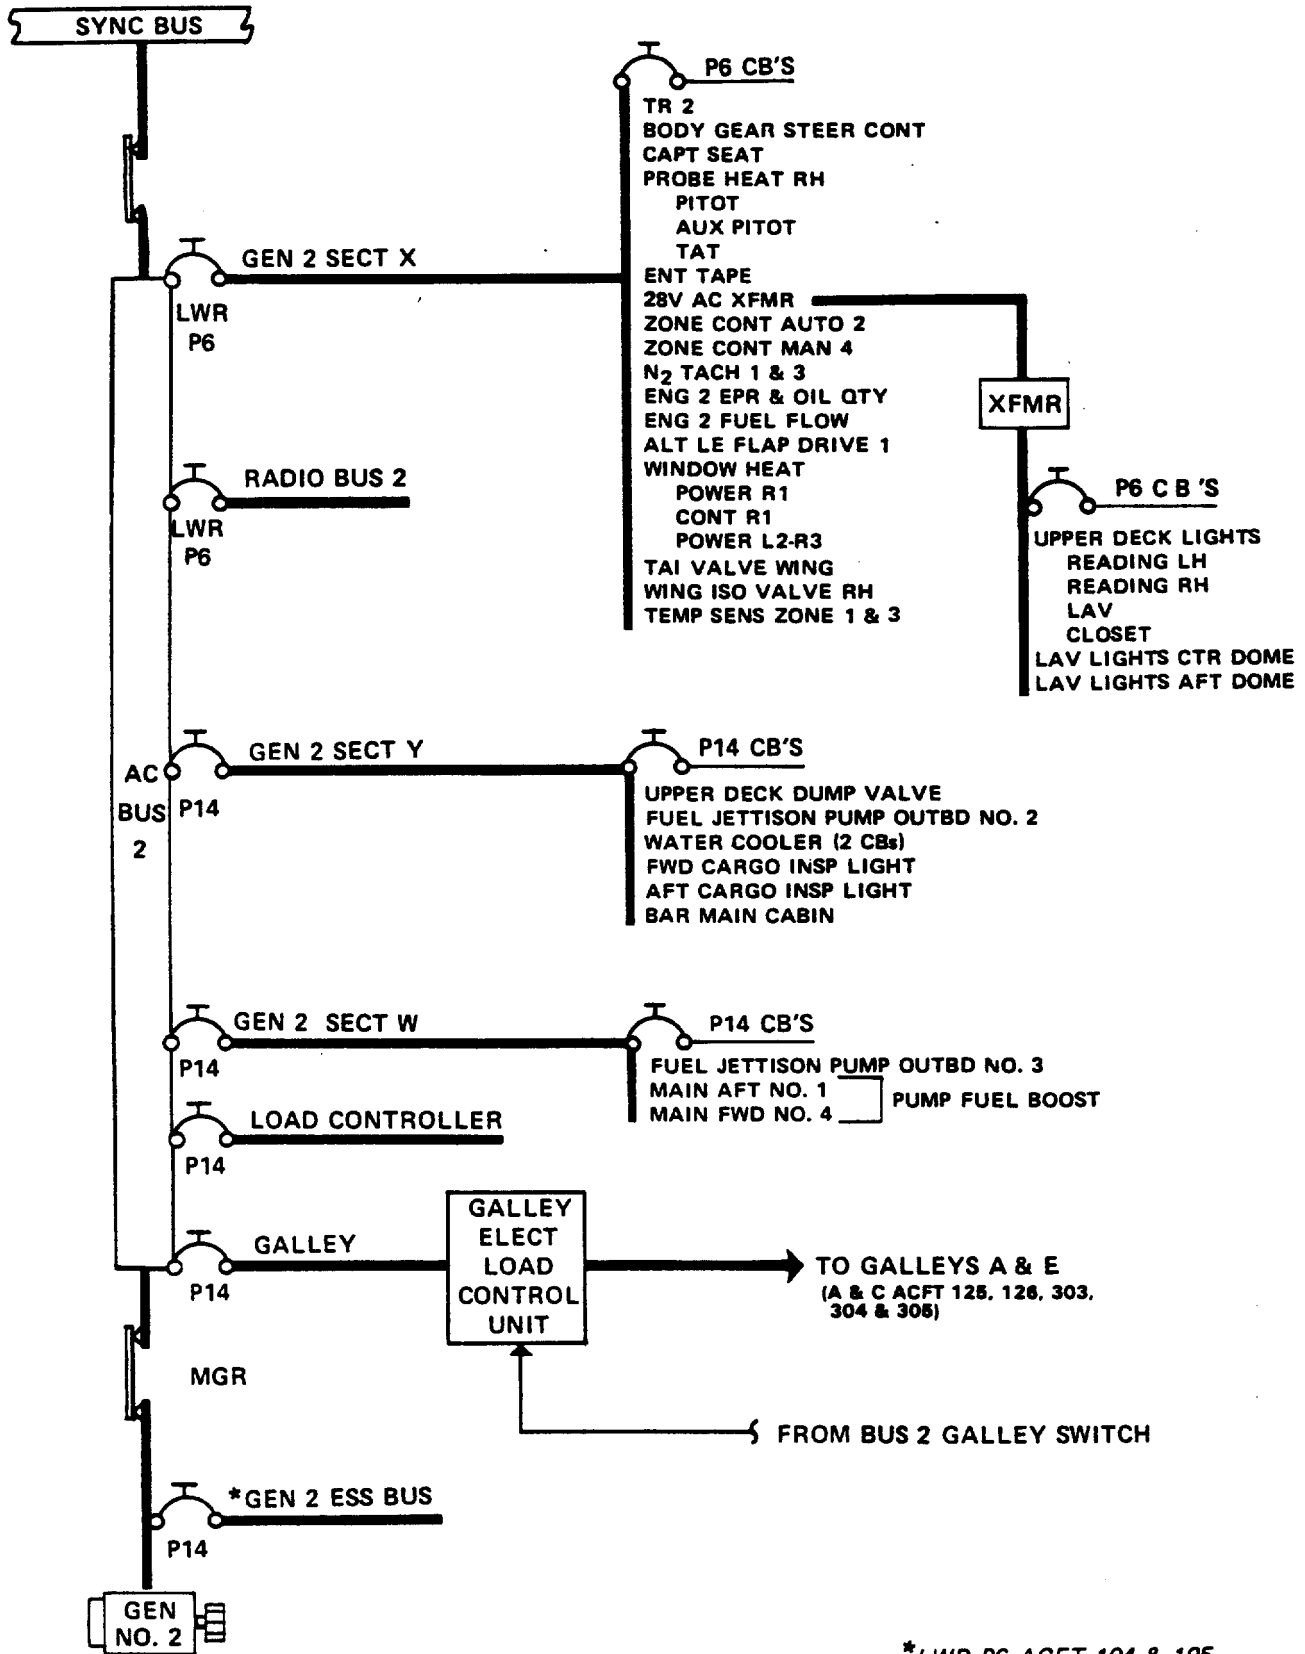 SYNC BUS
P6 CB'S
TR 2
BODY GEAR STEER CONT
CAPT SEAT
PROBE HEAT RH
PITOT
AUX PITOT
TAT
ENT TAPE
28V AC XFMR
ZONE CONT AUTO 2
ZONE CONT MAN 4
N2 TACH 1 & 3
ENG 2 EPR & OIL QTY
ENG 2 FUEL FLOW
ALT LE FLAP DRIVE 1
WINDOW HEAT
POWER R1
CONT R1
POWER L2-R3
TAI VALVE WING
WING ISO VALVE RH
TEMP SENS ZONE 1 & 3
GEN 2 SECT X
LWR
P6
XFMR
P6 C B 'S
UPPER DECK LIGHTS
READING LH
READING RH
LAV
CLOSET
LAV LIGHTS CTR DOME
LAV LIGHTS AFT DOME
RADIO BUS 2
LWR
P6
AC
BUS
2
GEN 2 SECT Y
P14
P14 CB'S
UPPER DECK DUMP VALVE
FUEL JETTISON PUMP OUTBD NO. 2
WATER COOLER (2 CBs)
FWD CARGO INSP LIGHT
AFT CARGO INSP LIGHT
BAR MAIN CABIN
GEN 2 SECT W
P14
P14 CB'S
FUEL JETTISON PUMP OUTBD NO. 3
MAIN AFT NO. 1
MAIN FWD NO. 4
PUMP FUEL BOOST
LOAD CONTROLLER
P14
GALLEY
P14
GALLEY
ELECT
LOAD
CONTROL
UNIT
TO GALLEYS A & E
(A & C ACFT 125, 126, 303,
304 & 305)
MGR
FROM BUS 2 GALLEY SWITCH
*GEN 2 ESS BUS
P14
GEN
NO. 2